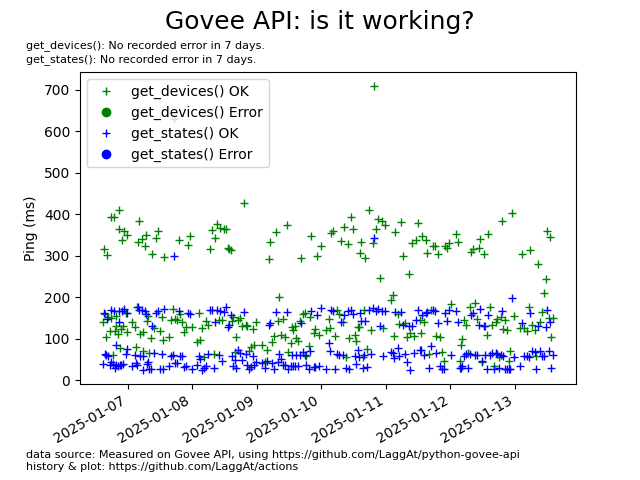 Govee API: is it working?
get_devices(): No recorded error in 7 days.
get_states(): No recorded error in 7 days.
get_devices() OK
get_devices() Error
get_states() OK
get_states() Error
Ping (ms)
700
600
500
400
300
200
100
0
2025-01-07
2025-01-08
2025-01-09
2025-01-10
2025-01-11
2025-01-12
2025-01-13
data source: Measured on Govee API, using https://github.com/LaggAt/python-govee-api
history & plot: https://github.com/LaggAt/actions